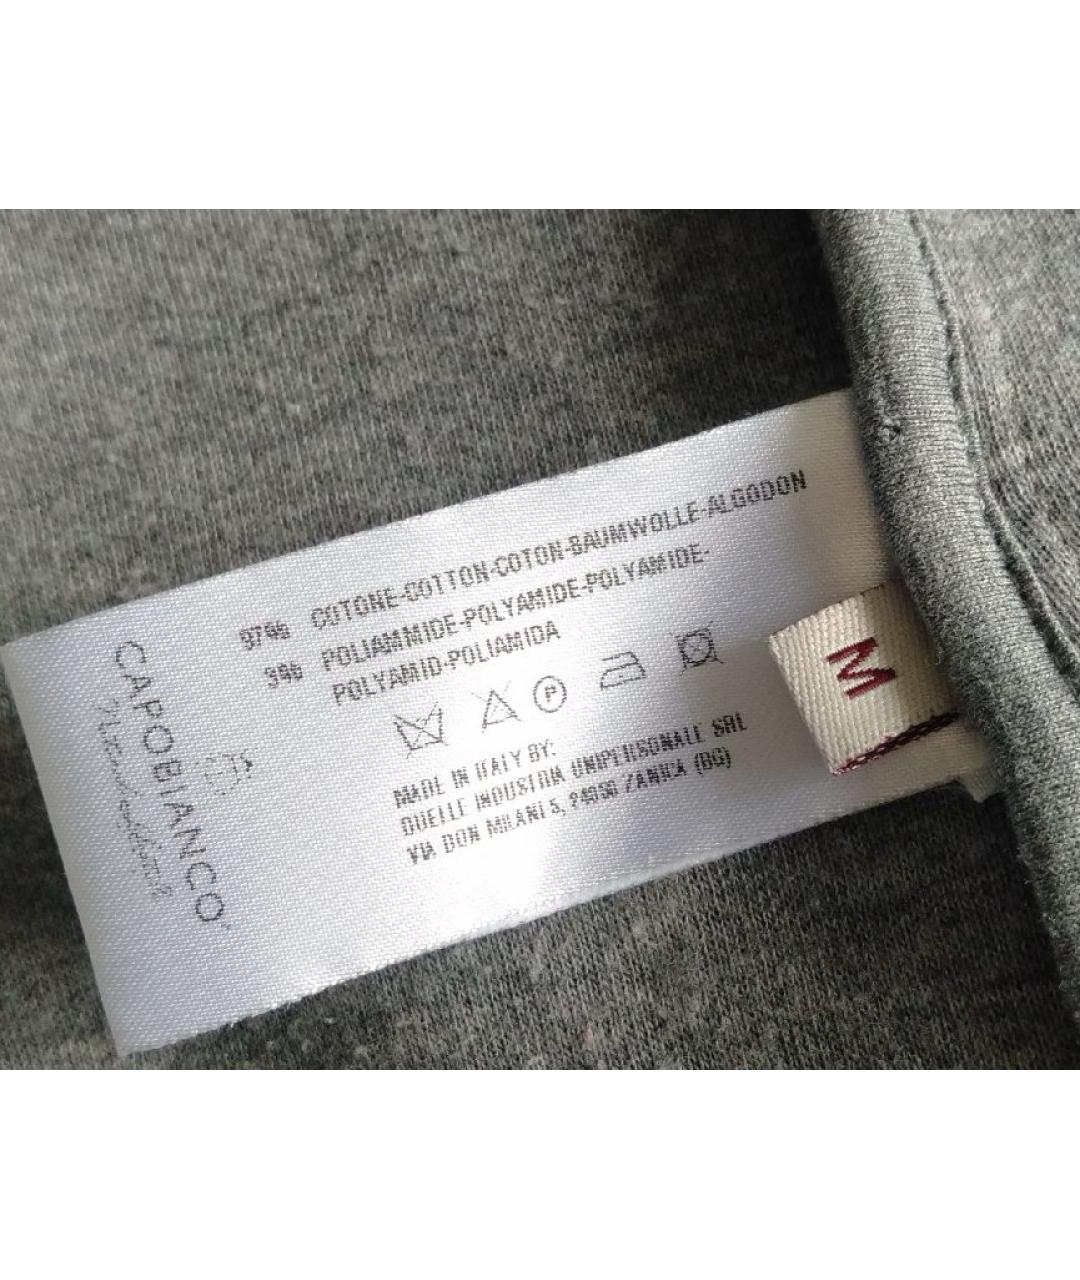 97% COTONE-COTTON-COTON-BAUMWOLLE-ALGODON
3% POLIAMMIDE-POLYAMIDE-POLYAMIDE-
POLYAMID-POLIAMIDA
P
MADE IN ITALY BY:
DUELLE INDUSTRIA UNIPERSONALE SRL
VIA DON MILANI 5, 24050 ZANICA (BG)
CAPOBIANCO
M